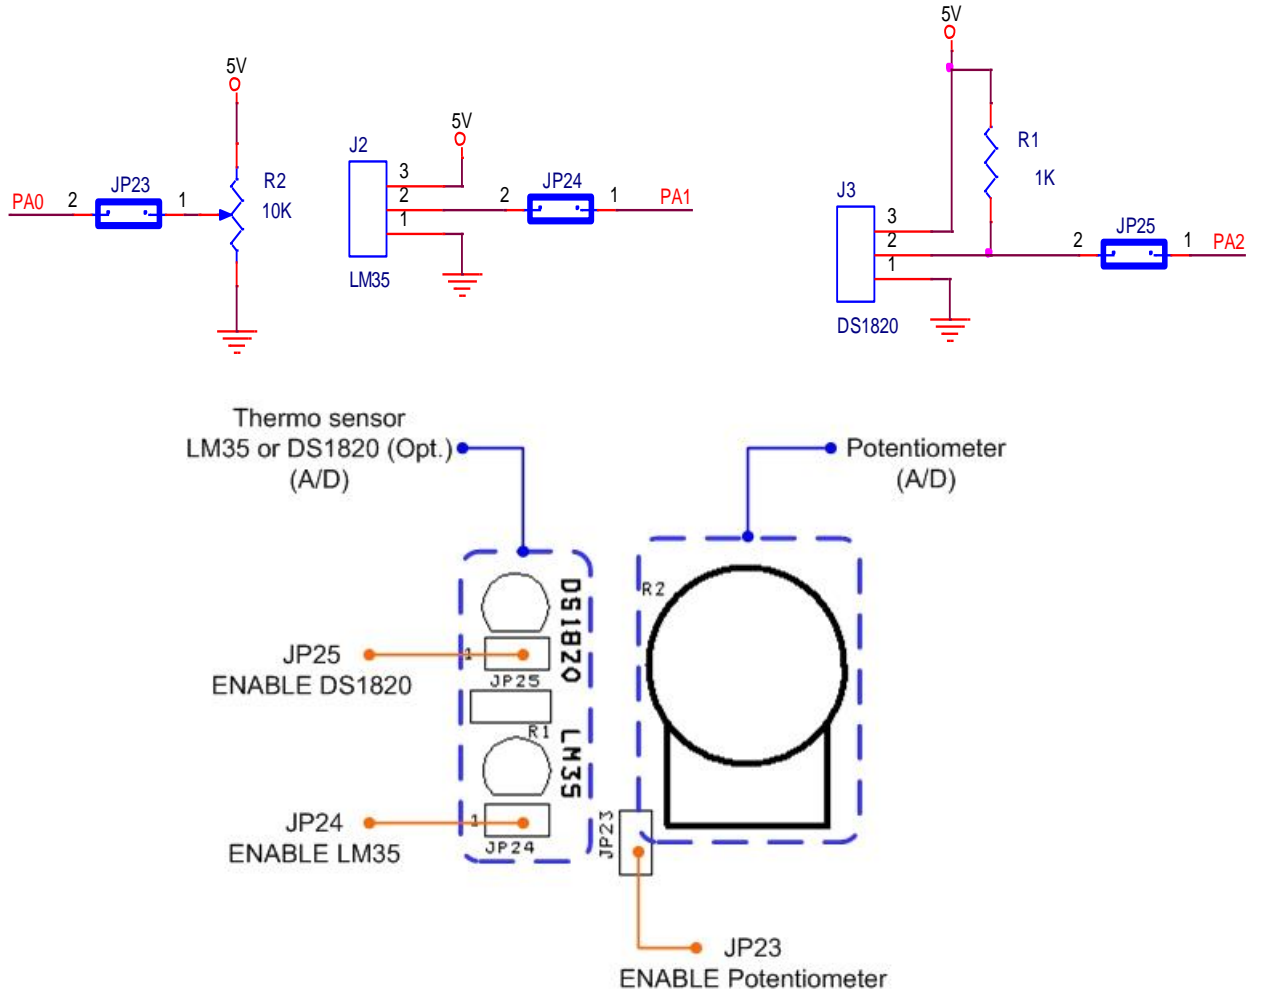 5V
PA0
2
JP23
1
R2
10K
J2
5V
3
2
1
LM35
2
JP24
1
PA1
5V
R1
1K
J3
3
2
1
DS1820
2
JP25
1
PA2
Thermo sensor
LM35 or DS1820 (Opt.)
(A/D)
Potentiometer
(A/D)
R2
DS1820
JP25
ENABLE DS1820
1
JP25
R1
LM35
JP24
ENABLE LM35
1
JP24
JP23
JP23
ENABLE Potentiometer